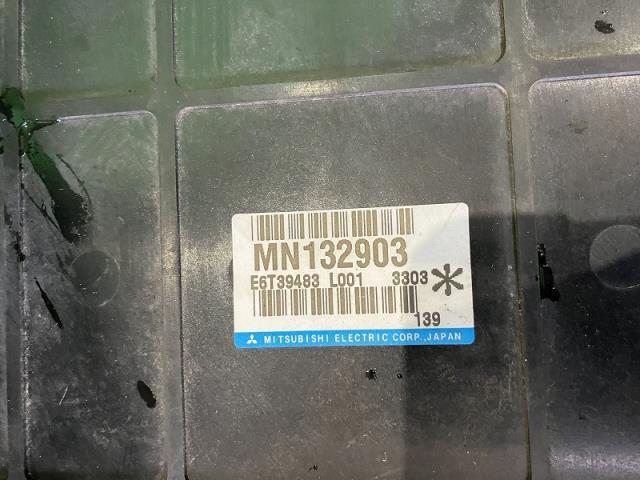 MN132903
E6T39483 L001 3303 *
139
MITSUBISHI ELECTRIC CORP., JAPAN